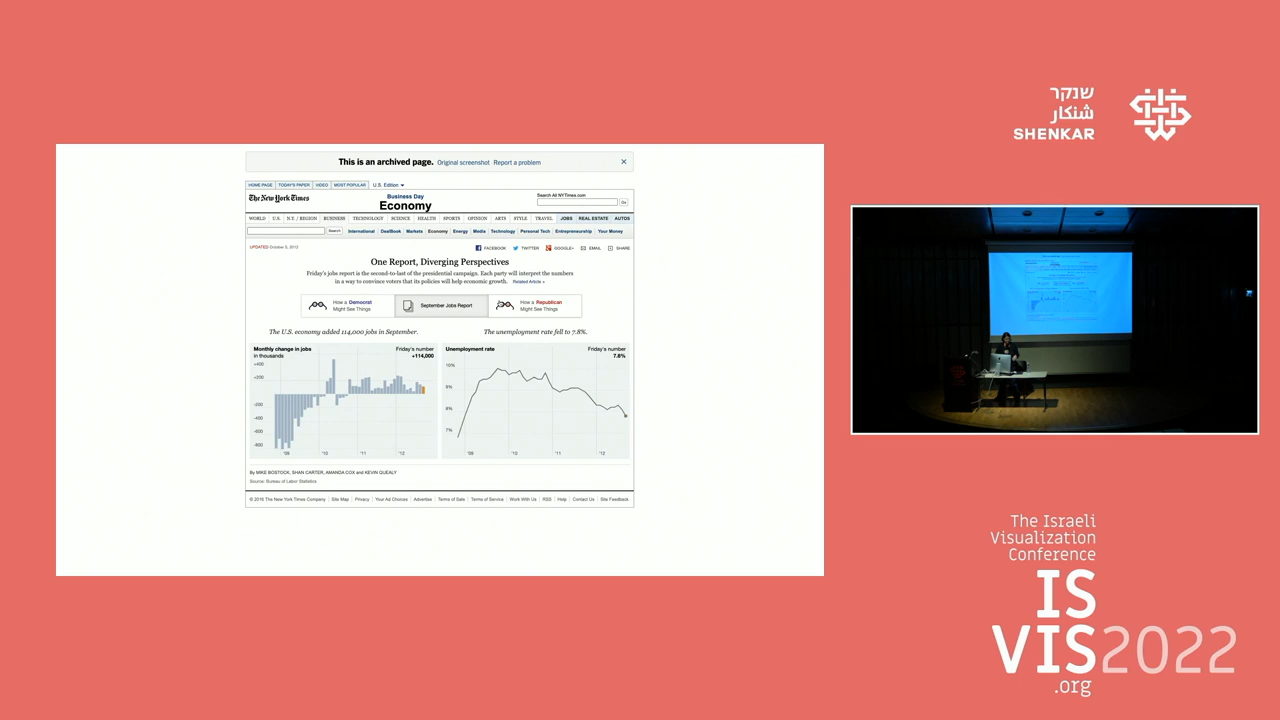 This is an archived page. Original screenshot Report a problem ✕
HOME PAGE TODAY'S PAPER VIDEO MOST POPULAR U.S. Edition
The New York Times
Business Day
Economy
Search All NYTimes.com
Go
WORLD U.S. N.Y. / REGION BUSINESS TECHNOLOGY SCIENCE HEALTH SPORTS OPINION ARTS STYLE TRAVEL JOBS REAL ESTATE AUTOS
Search International DealBook Markets Economy Energy Media Technology Personal Tech Entrepreneurship Your Money
UPDATED October 5, 2012
FACEBOOK TWITTER GOOGLE+ EMAIL SHARE
One Report, Diverging Perspectives
Friday's jobs report is the second-to-last of the presidential campaign. Each party will interpret the numbers
in a way to convince voters that its policies will help economic growth. Related Article »
How a Democrat
Might See Things
September Jobs Report
How a Republican
Might See Things
The U.S. economy added 114,000 jobs in September.
The unemployment rate fell to 7.8%.
Monthly change in jobs
in thousands
Friday's number
+114,000
+400
+200
-200
-400
-600
-800
'09 '10 '11 '12
Unemployment rate
Friday's number
7.8%
10%
9%
8%
7%
'09 '10 '11 '12
By MIKE BOSTOCK, SHAN CARTER, AMANDA COX and KEVIN QUEALY
Source: Bureau of Labor Statistics
© 2018 The New York Times Company Site Map Privacy Your Ad Choices Advertise Terms of Sale Terms of Service Work With Us RSS Help Contact Us Site Feedback
שנקר
شنكار
SHENKAR
The Israeli
Visualization
Conference
IS
VIS2022
.org